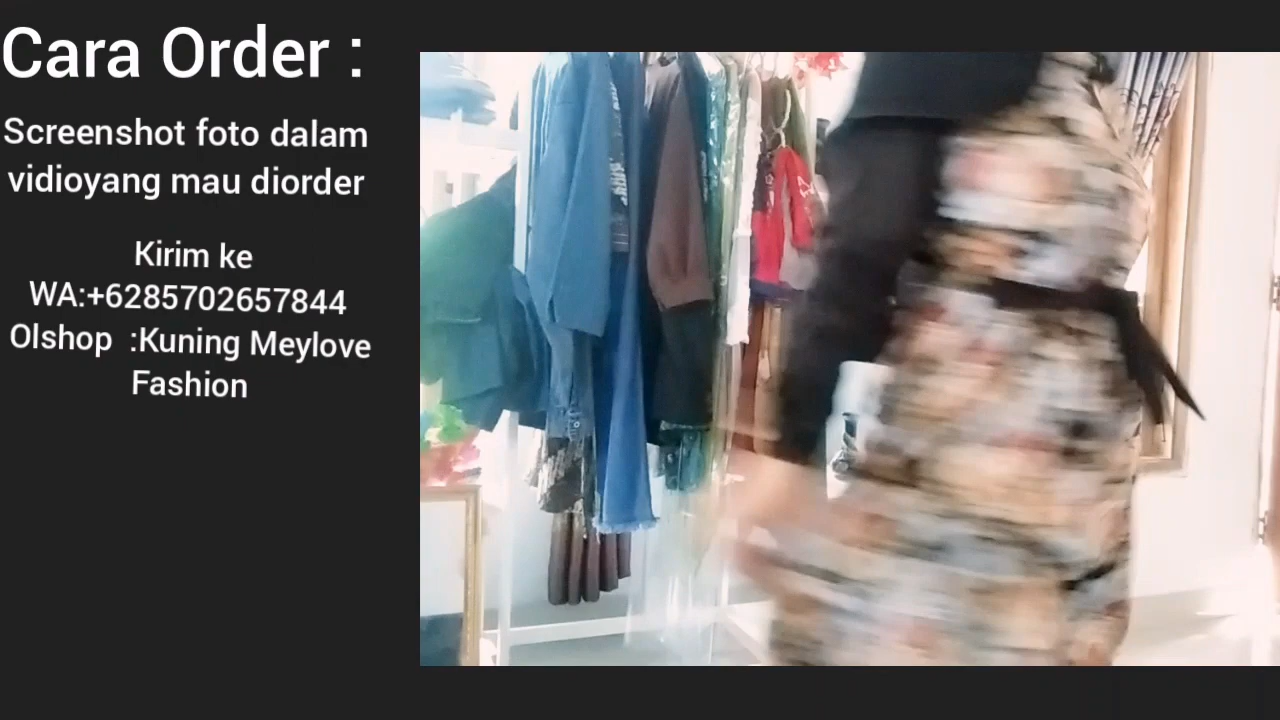 Cara Order :
Screenshot foto dalam
vidioyang mau diorder
Kirim ke
WA:+6285702657844
Olshop :Kuning Meylove
Fashion